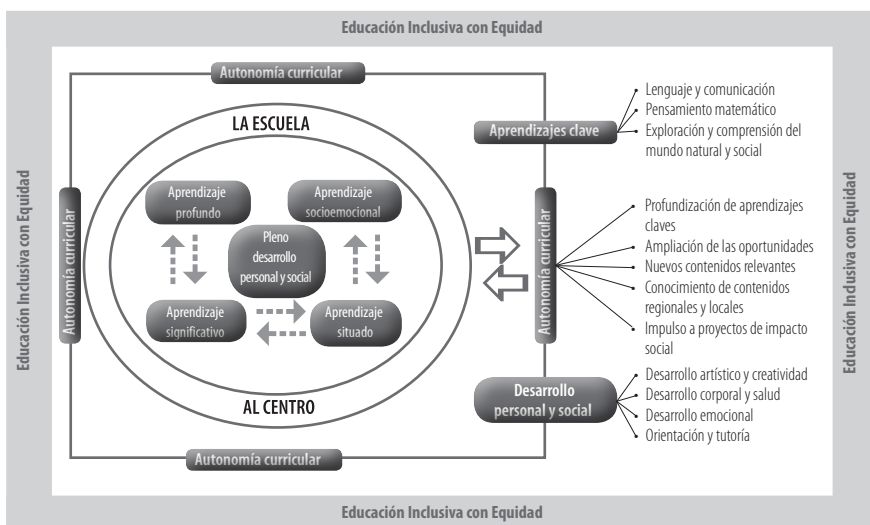 Educación Inclusiva con Equidad
Educación Inclusiva con Equidad
Autonomía curricular
Autonomía curricular
LA ESCUELA
Aprendizaje
profundo
Aprendizaje
socioemocional
Pleno
desarrollo
personal y social
Aprendizaje
significativo
Aprendizaje
situado
AL CENTRO
Autonomía curricular
Aprendizajes clave
• Lenguaje y comunicación
• Pensamiento matemático
• Exploración y comprensión del
mundo natural y social
Autonomía curricular
• Profundización de aprendizajes
claves
• Ampliación de las oportunidades
• Nuevos contenidos relevantes
• Conocimiento de contenidos
regionales y locales
• Impulso a proyectos de impacto
social
Desarrollo
personal y social
• Desarrollo artístico y creatividad
• Desarrollo corporal y salud
• Desarrollo emocional
• Orientación y tutoría
Educación Inclusiva con Equidad
Educación Inclusiva con Equidad